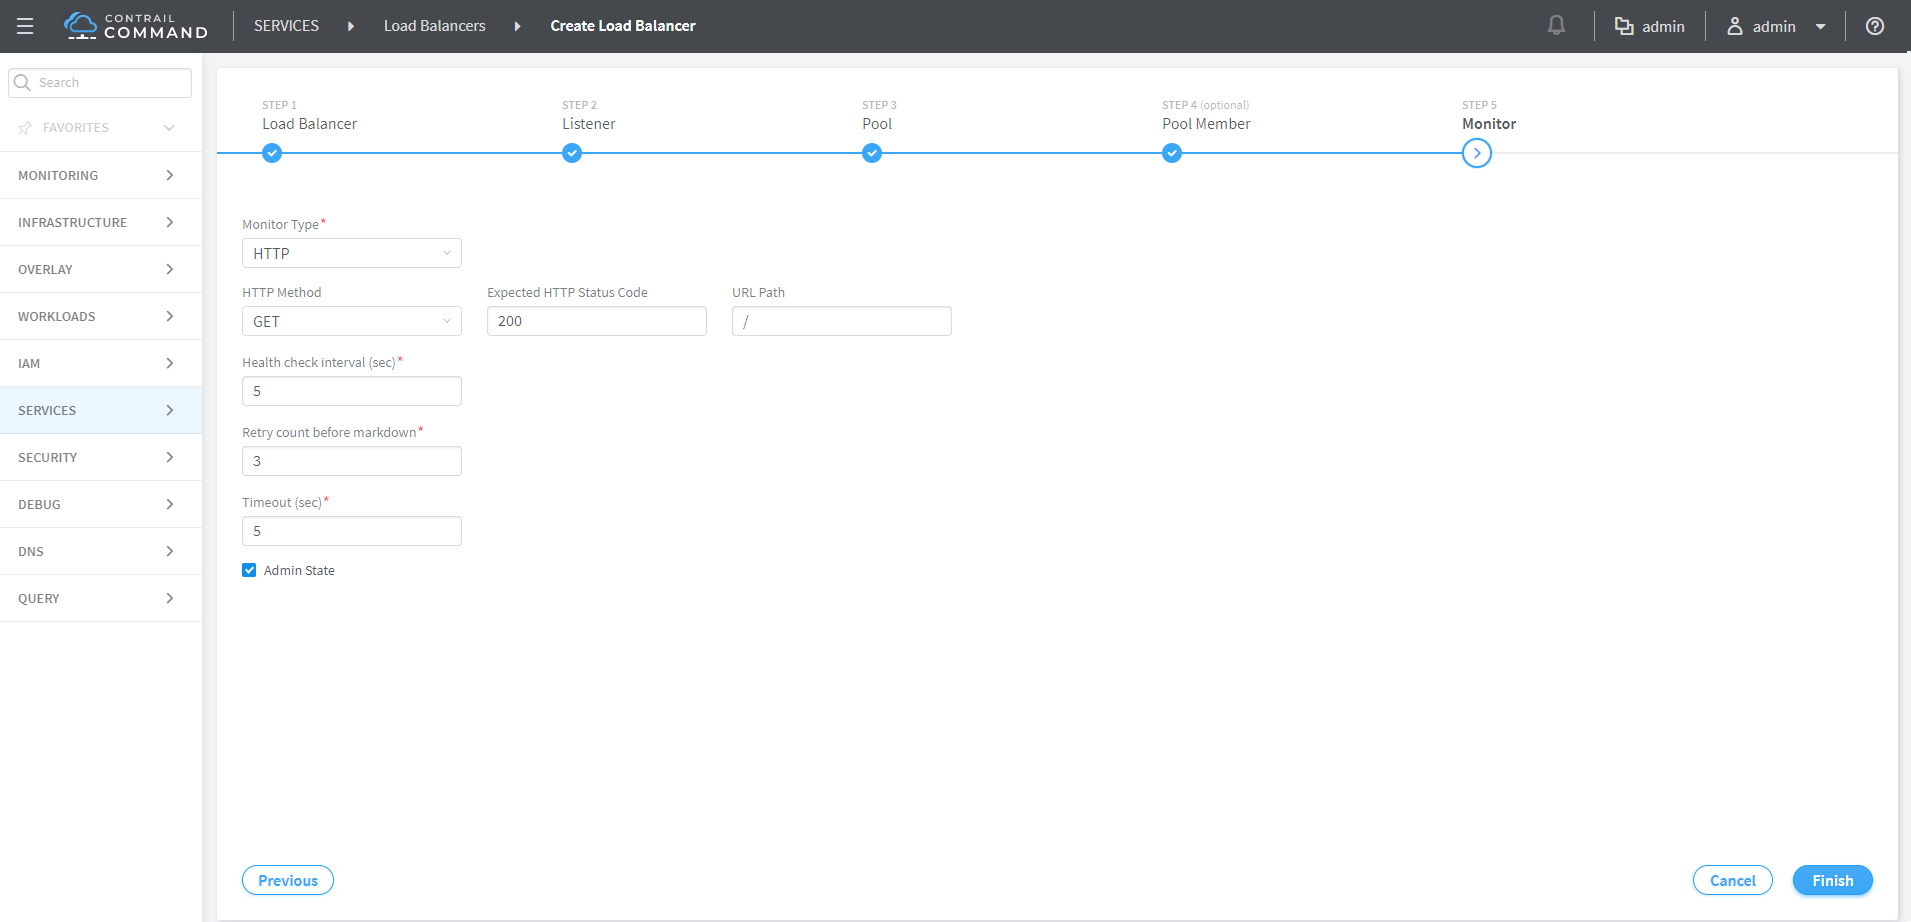 CONTRAIL
COMMAND
SERVICES
Load Balancers
Create Load Balancer
admin
admin
Search
FAVORITES
MONITORING
INFRASTRUCTURE
OVERLAY
WORKLOADS
IAM
SERVICES
SECURITY
DEBUG
DNS
QUERY
STEP 1
Load Balancer
STEP 2
Listener
STEP 3
Pool
STEP 4 (optional)
Pool Member
STEP 5
Monitor
Monitor Type*
HTTP
HTTP Method
GET
Expected HTTP Status Code
200
URL Path
/
Health check interval (sec)*
5
Retry count before markdown*
3
Timeout (sec)*
5
Admin State
Previous
Cancel
Finish